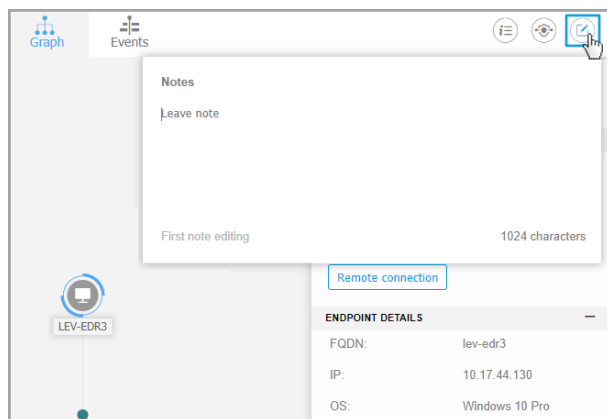 Graph
Events
Notes
Leave note
First note editing
1024 characters
Remote connection
LEV-EDR3
ENDPOINT DETAILS
FQDN: lev-edr3
IP: 10.17.44.130
OS: Windows 10 Pro